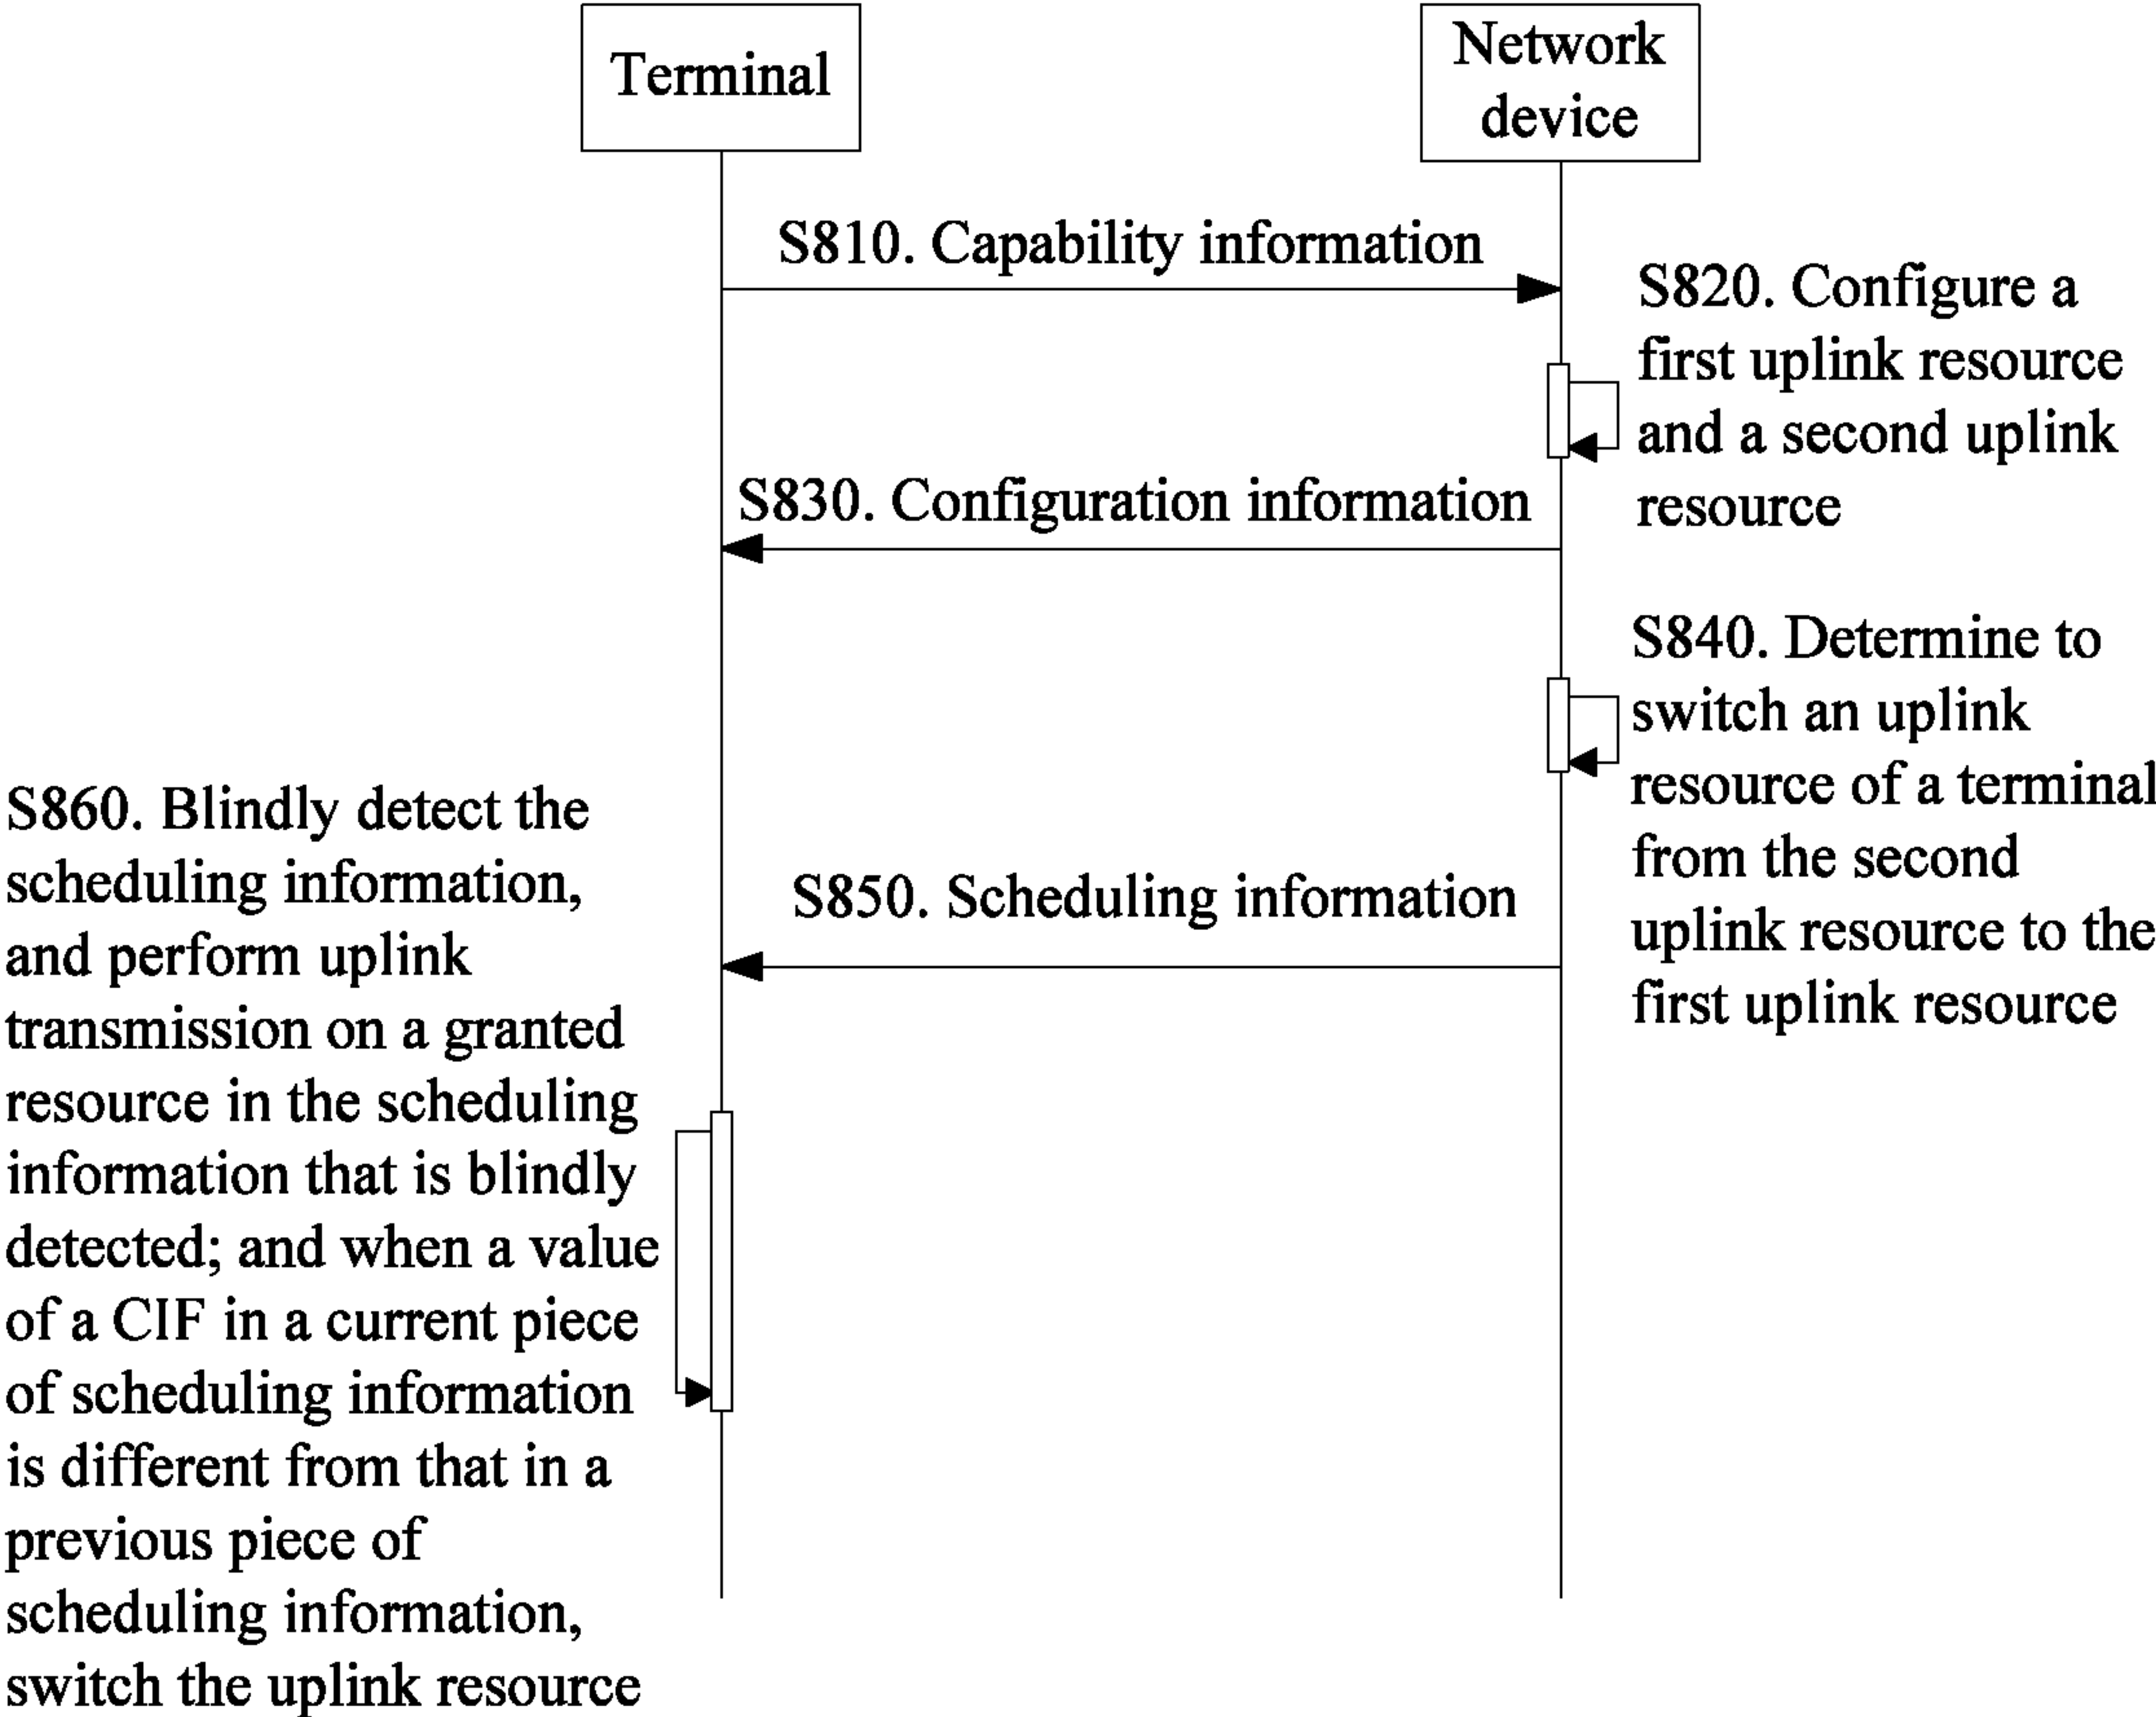 Terminal
Network
device
S810. Capability information
S820. Configure a
first uplink resource
and a second uplink
resource
S830. Configuration information
S840. Determine to
switch an uplink
resource of a terminal
from the second
uplink resource to the
first uplink resource
S850. Scheduling information
S860. Blindly detect the
scheduling information,
and perform uplink
transmission on a granted
resource in the scheduling
information that is blindly
detected; and when a value
of a CIF in a current piece
of scheduling information
is different from that in a
previous piece of
scheduling information,
switch the uplink resource